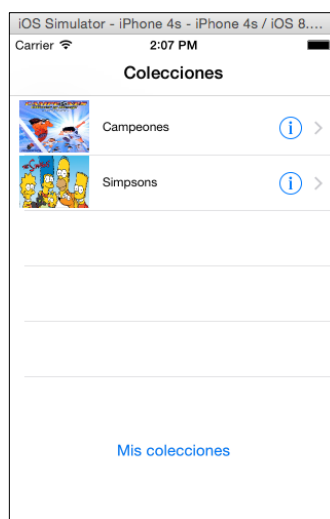 iOS Simulator - iPhone 4s - iPhone 4s / iOS 8....
Carrier 2:07 PM
Colecciones
Campeones
Simpsons
Mis colecciones